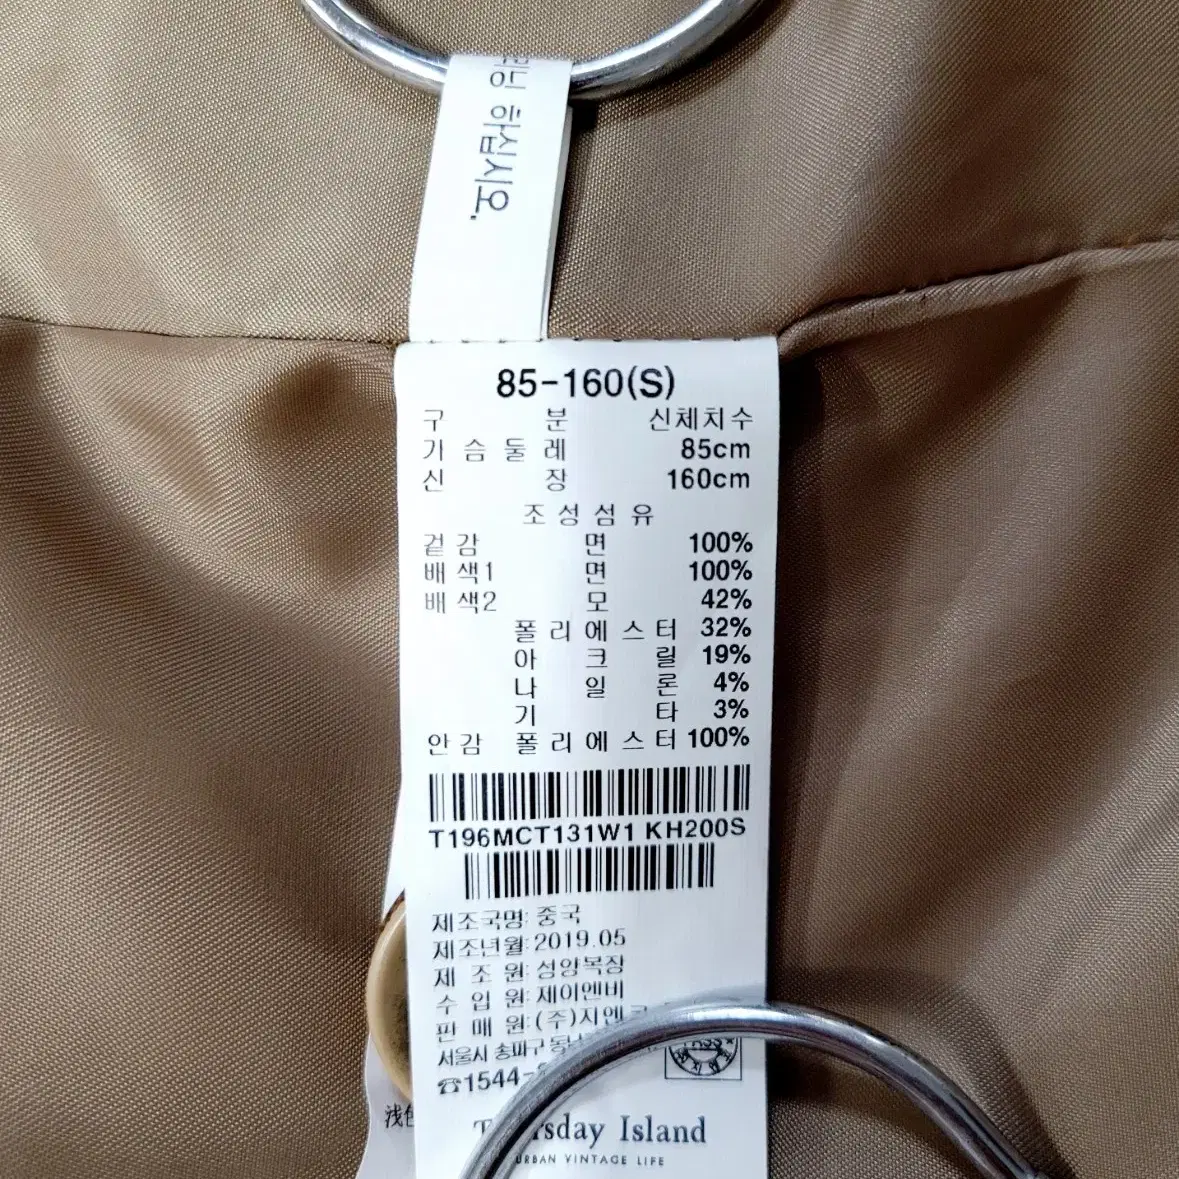 하십시오.
85-160(S)
구 분 신체치수
가 슴 둘 레 85cm
신 장 160cm
조 성 섬 유
겉 감 면 100%
배 색1 면 100%
배 색2 모 42%
폴 리 에 스 터 32%
아 크 릴 19%
나 일 론 4%
기 타 3%
안 감 폴 리 에 스 터 100%
T196MCT131W1 KH200S
제조국명: 중국
제조년월: 2019.05
제 조 원: 성양복장
수 입 원: 제이엔비
판 매 원: (주)지엔코
서울시 송파구
☎1544-
Thursday Island
URBAN VINTAGE LIFE